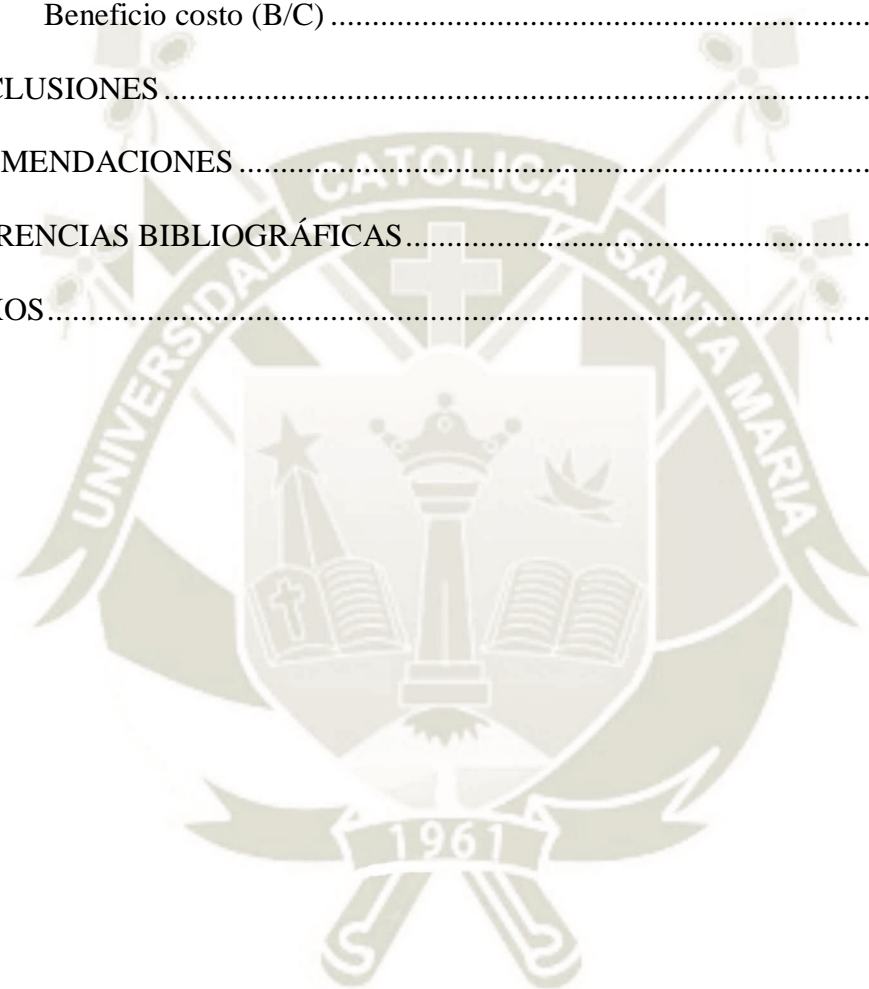 Beneficio costo (B/C) ........................................................................
CLUSIONES ........................................................................
MENDACIONES ........................................................................
RENCIAS BIBLIOGRÁFICAS ........................................................................
OS ........................................................................
UNIVERSIDAD CATOLICA SANTA MARIA
1961